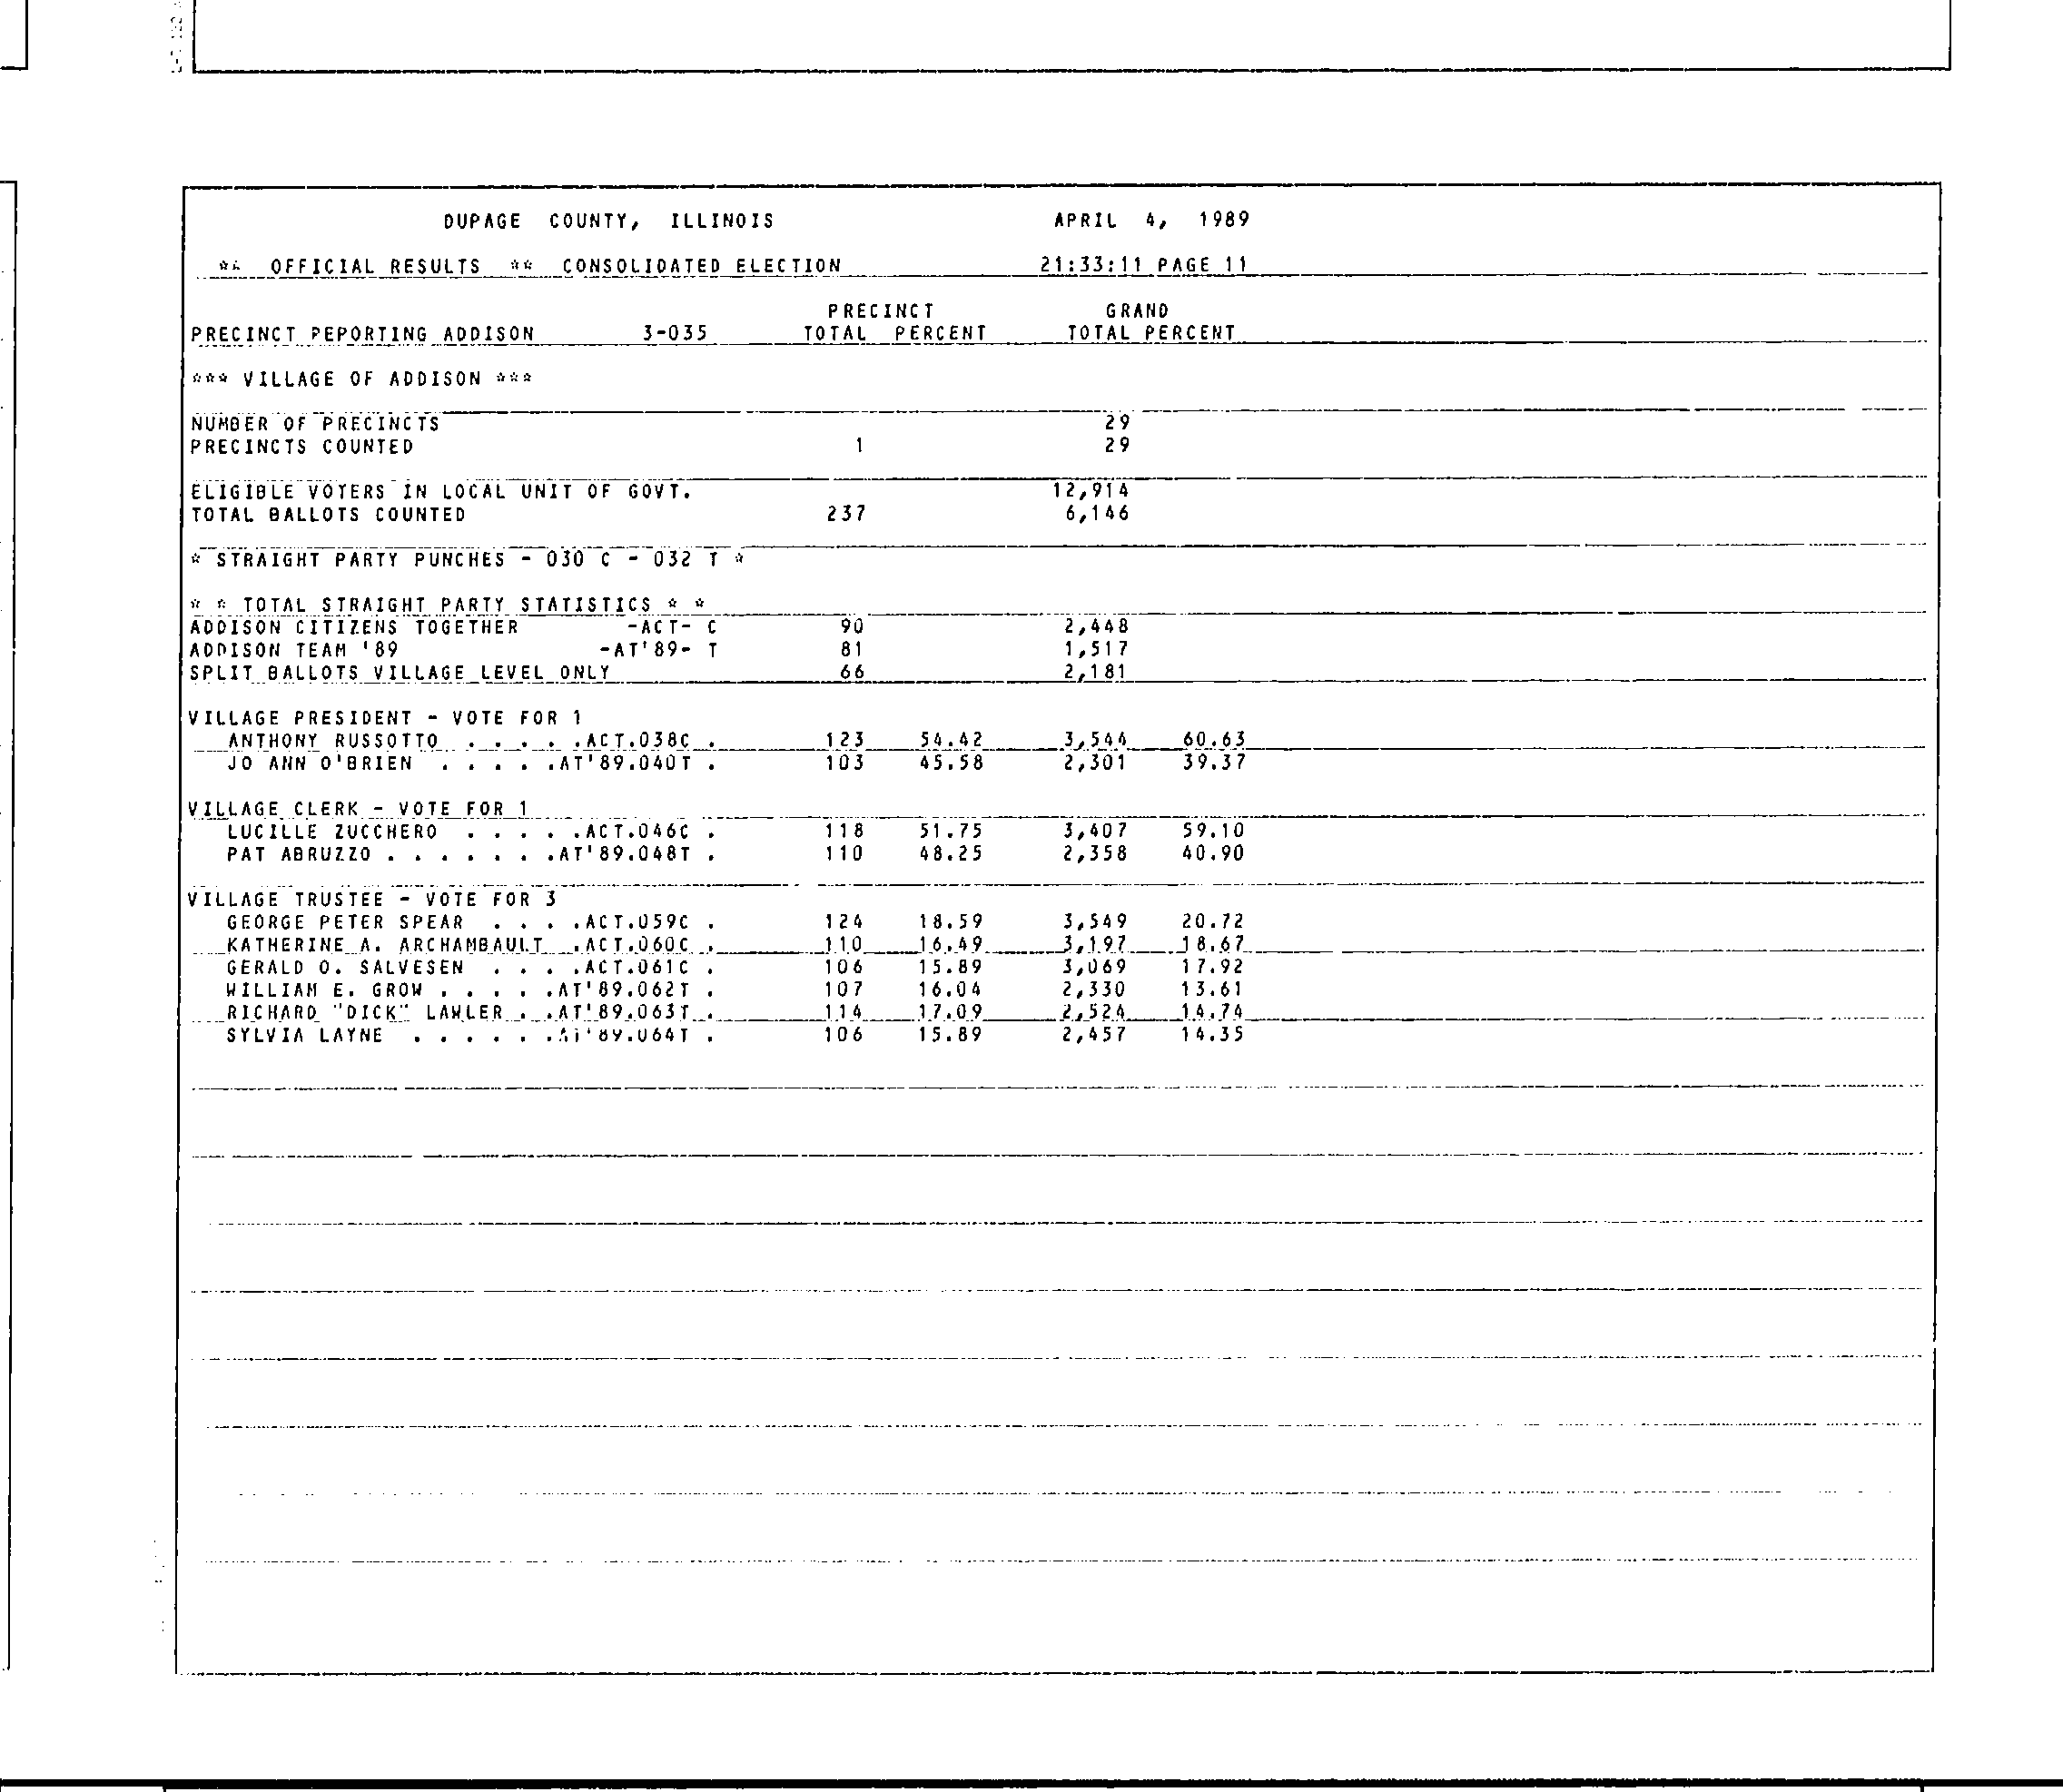 DUPAGE COUNTY, ILLINOIS APRIL 4, 1989
** OFFICIAL RESULTS ** CONSOLIDATED ELECTION 21:33:11 PAGE 11
PRECINCT GRAND
PRECINCT PEPORTING ADDISON 3-035 TOTAL PERCENT TOTAL PERCENT
*** VILLAGE OF ADDISON ***
NUMBER OF PRECINCTS 29
PRECINCTS COUNTED 1 29
ELIGIBLE VOTERS IN LOCAL UNIT OF GOVT. 12,914
TOTAL BALLOTS COUNTED 237 6,146
* STRAIGHT PARTY PUNCHES - 030 C - 032 T *
* * TOTAL STRAIGHT PARTY STATISTICS * *
ADDISON CITIZENS TOGETHER -ACT- C 90 2,448
ADDISON TEAM '89 -AT'89- T 81 1,517
SPLIT BALLOTS VILLAGE LEVEL ONLY 66 2,181
VILLAGE PRESIDENT - VOTE FOR 1
ANTHONY RUSSOTTO . . . . .ACT.038C . 123 54.42 3,544 60.63
JO ANN O'BRIEN . . . . .AT'89.040T . 103 45.58 2,301 39.37
VILLAGE CLERK - VOTE FOR 1
LUCILLE ZUCCHERO . . . . .ACT.046C . 118 51.75 3,407 59.10
PAT ABRUZZO . . . . . . .AT'89.048T . 110 48.25 2,358 40.90
VILLAGE TRUSTEE - VOTE FOR 3
GEORGE PETER SPEAR . . . .ACT.059C . 124 18.59 3,549 20.72
KATHERINE A. ARCHAMBAULT .ACT.060C . 110 16.49 3,197 18.67
GERALD O. SALVESEN . . . .ACT.061C . 106 15.89 3,069 17.92
WILLIAM E. GROW . . . . .AT'89.062T . 107 16.04 2,330 13.61
RICHARD "DICK" LAWLER . .AT'89.063T . 114 17.09 2,524 14.74
SYLVIA LAYNE . . . . . .AT'89.064T . 106 15.89 2,457 14.35